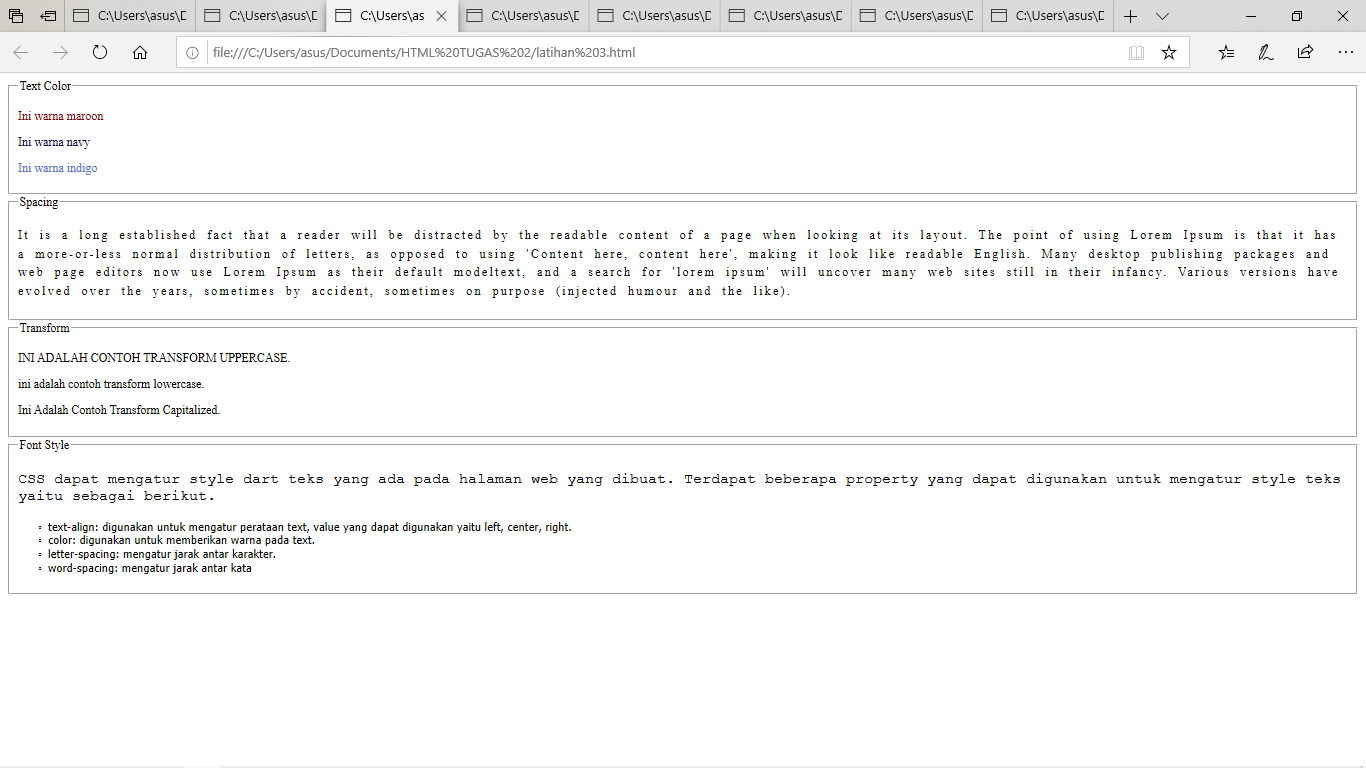 C:\Users\asus\D
C:\Users\asus\D
C:\Users\as
C:\Users\asus\D
C:\Users\asus\D
C:\Users\asus\D
C:\Users\asus\D
C:\Users\asus\D
file:///C:/Users/asus/Documents/HTML%20TUGAS%202/latihan%203.html
Text Color
Ini warna maroon
Ini warna navy
Ini warna indigo
Spacing
It is a long established fact that a reader will be distracted by the readable content of a page when looking at its layout. The point of using Lorem Ipsum is that it has
a more-or-less normal distribution of letters, as opposed to using 'Content here, content here', making it look like readable English. Many desktop publishing packages and
web page editors now use Lorem Ipsum as their default modeltext, and a search for 'lorem ipsum' will uncover many web sites still in their infancy. Various versions have
evolved over the years, sometimes by accident, sometimes on purpose (injected humour and the like).
Transform
INI ADALAH CONTOH TRANSFORM UPPERCASE.
ini adalah contoh transform lowercase.
Ini Adalah Contoh Transform Capitalized.
Font Style
CSS dapat mengatur style dart teks yang ada pada halaman web yang dibuat. Terdapat beberapa property yang dapat digunakan untuk mengatur style teks
yaitu sebagai berikut.
text-align: digunakan untuk mengatur perataan text, value yang dapat digunakan yaitu left, center, right.
color: digunakan untuk memberikan warna pada text.
letter-spacing: mengatur jarak antar karakter.
word-spacing: mengatur jarak antar kata